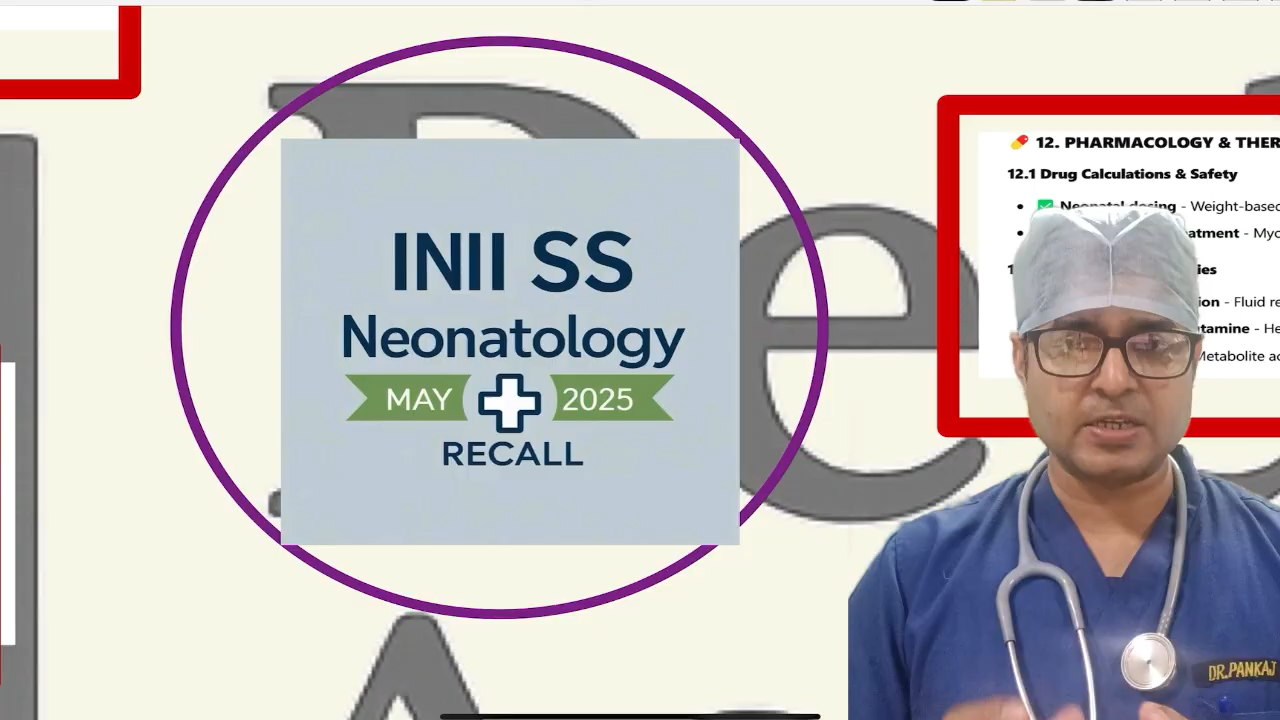 INII SS
Neonatology
MAY 2025
RECALL
12. PHARMACOLOGY & THER
12.1 Drug Calculations & Safety
Neonatal dosing - Weight-based
atment - Myc
ies
ion - Fluid re
tamine - He
Metabolite ac
DR.PANKAJ